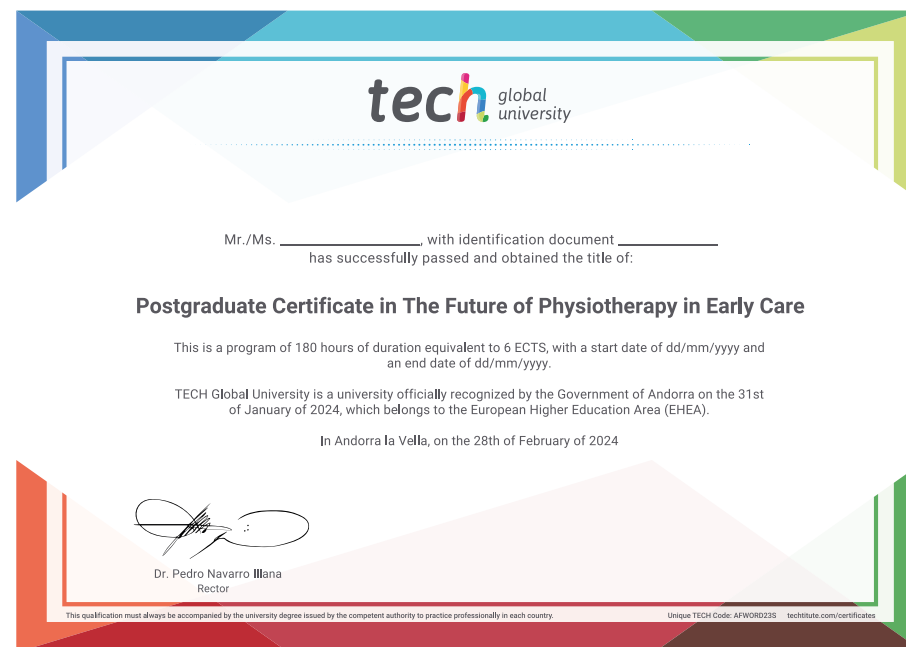 tech global
university
Mr./Ms. ____________, with identification document ____________
has successfully passed and obtained the title of:
Postgraduate Certificate in The Future of Physiotherapy in Early Care
This is a program of 180 hours of duration equivalent to 6 ECTS, with a start date of dd/mm/yyyy and
an end date of dd/mm/yyyy.
TECH Global University is a university officially recognized by the Government of Andorra on the 31st
of January of 2024, which belongs to the European Higher Education Area (EHEA).
In Andorra la Vella, on the 28th of February of 2024
Dr. Pedro Navarro Illana
Rector
This qualification must always be accompanied by the university degree issued by the competent authority to practice professionally in each country.
Unique TECH Code: AFWORD23S techtitute.com/certificates